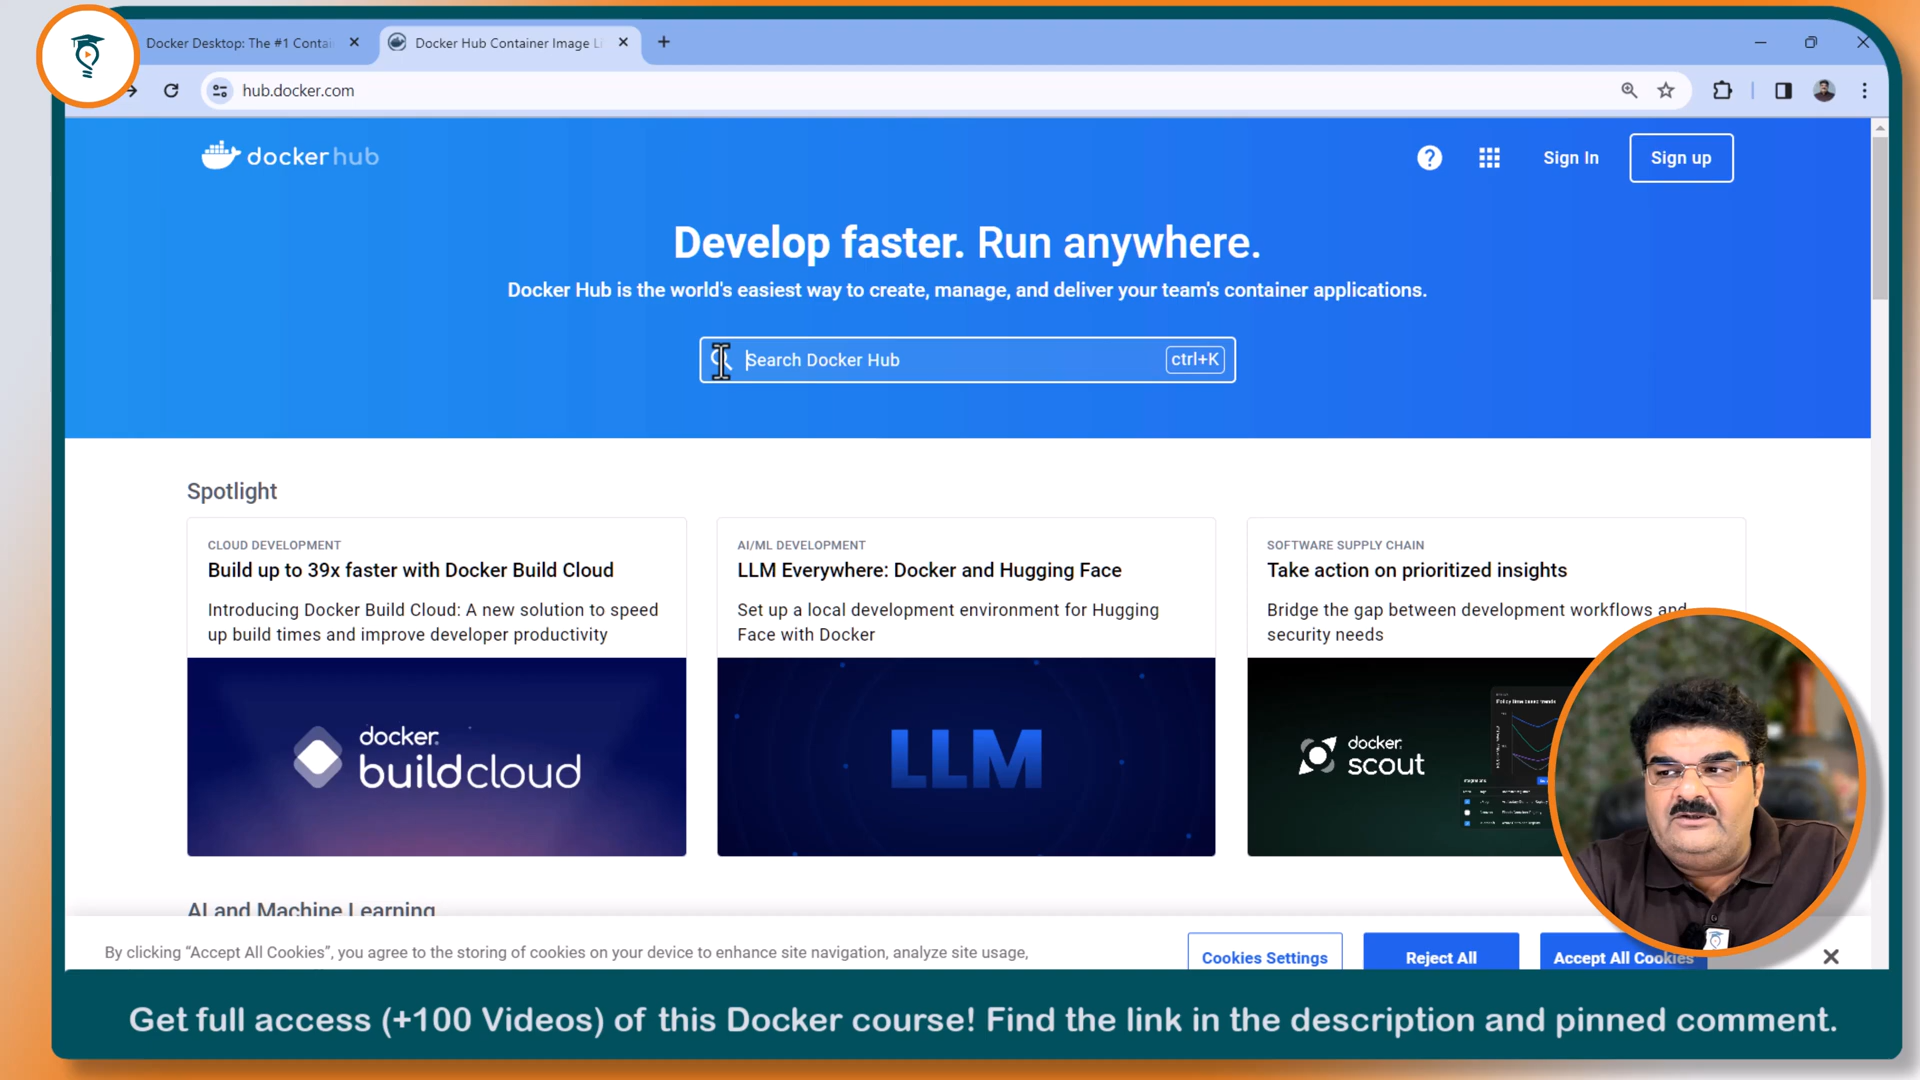 Docker Desktop: The #1 Contai
Docker Hub Container Image Li
hub.docker.com
docker hub
Sign In
Sign up
Develop faster. Run anywhere.
Docker Hub is the world's easiest way to create, manage, and deliver your team's container applications.
Search Docker Hub
ctrl+K
Spotlight
CLOUD DEVELOPMENT
Build up to 39x faster with Docker Build Cloud
Introducing Docker Build Cloud: A new solution to speed
up build times and improve developer productivity
docker.
buildcloud
AI/ML DEVELOPMENT
LLM Everywhere: Docker and Hugging Face
Set up a local development environment for Hugging
Face with Docker
LLM
SOFTWARE SUPPLY CHAIN
Take action on prioritized insights
Bridge the gap between development workflows and
security needs
docker.
scout
AI and Machine Learning
By clicking “Accept All Cookies”, you agree to the storing of cookies on your device to enhance site navigation, analyze site usage,
Cookies Settings
Reject All
Accept All Cookies
Get full access (+100 Videos) of this Docker course! Find the link in the description and pinned comment.